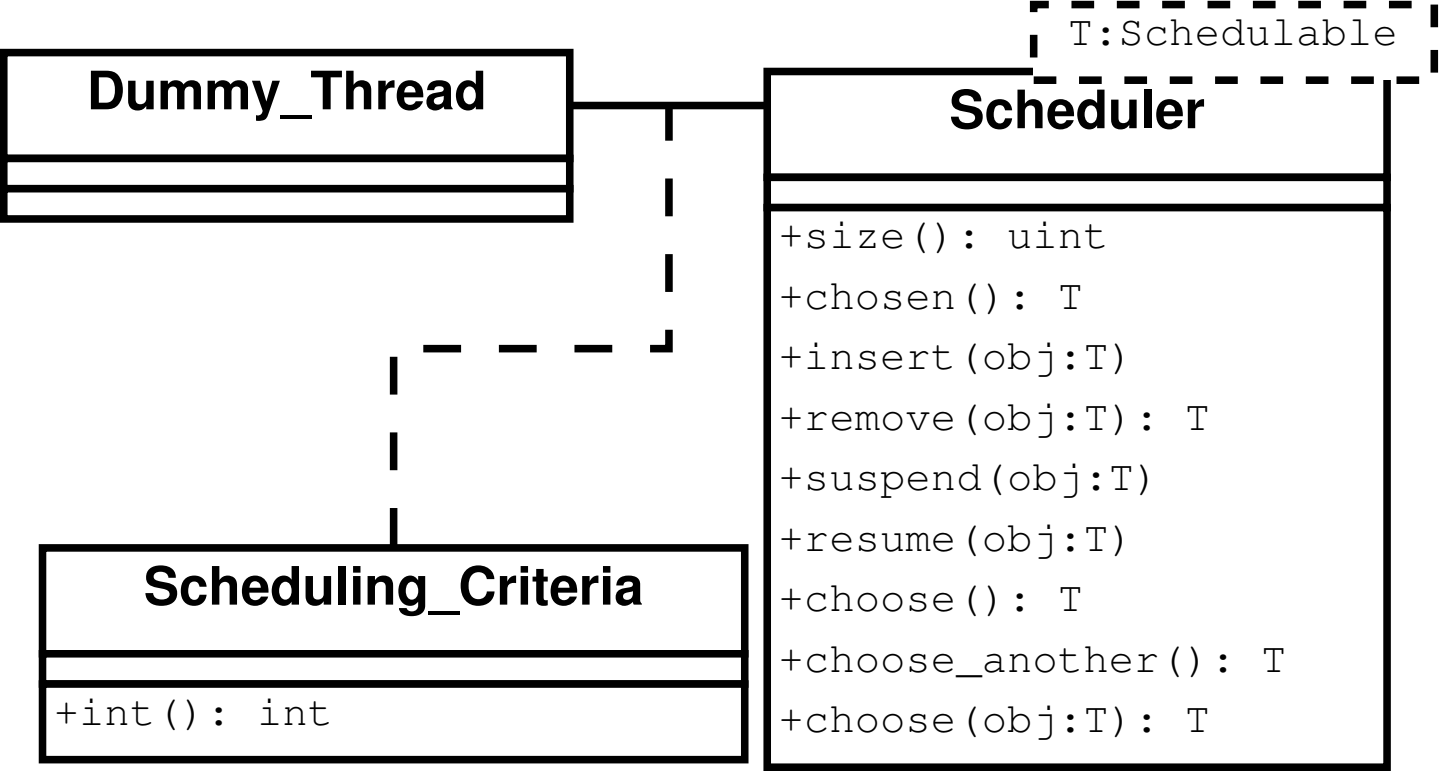 T:Schedulable
Dummy_Thread
Scheduler
+size(): uint
+chosen(): T
+insert(obj:T)
+remove(obj:T): T
+suspend(obj:T)
+resume(obj:T)
+choose(): T
+choose_another(): T
+choose(obj:T): T
Scheduling_Criteria
+int(): int